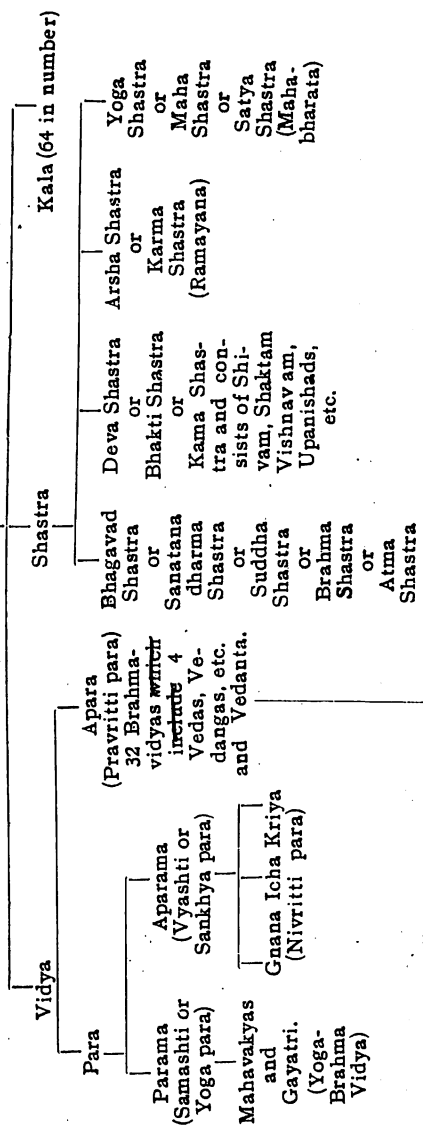 Vidya
Shastra
Kala (64 in number)
Para
Apara
(Pravritti para)
32 Brahma-
vidyas which
include 4
Vedas, Ve-
dangas, etc.
and Vedanta.
Parama
(Samashti or
Yoga para)
Mahavakyas
and
Gayatri.
(Yoga-
Brahma
Vidya)
Aparama
(Vyashti or
Sankhya para)
Gnana Icha Kriya
(Nivritti para)
Bhagavad
Shastra
or
Sanatana
dharma
Shastra
or
Suddha
Shastra
or
Brahma
Shastra
or
Atma
Shastra
Deva Shastra
or
Bhakti Shastra
or
Kama Shas-
tra and con-
sists of Shi-
vam, Shaktam
Vishnavam,
Upanishads,
etc.
Arsha Shastra
or
Karma
Shastra
(Ramayana)
Yoga
Shastra
or
Maha
Shastra
or
Satya
Shastra
(Maha-
bharata)